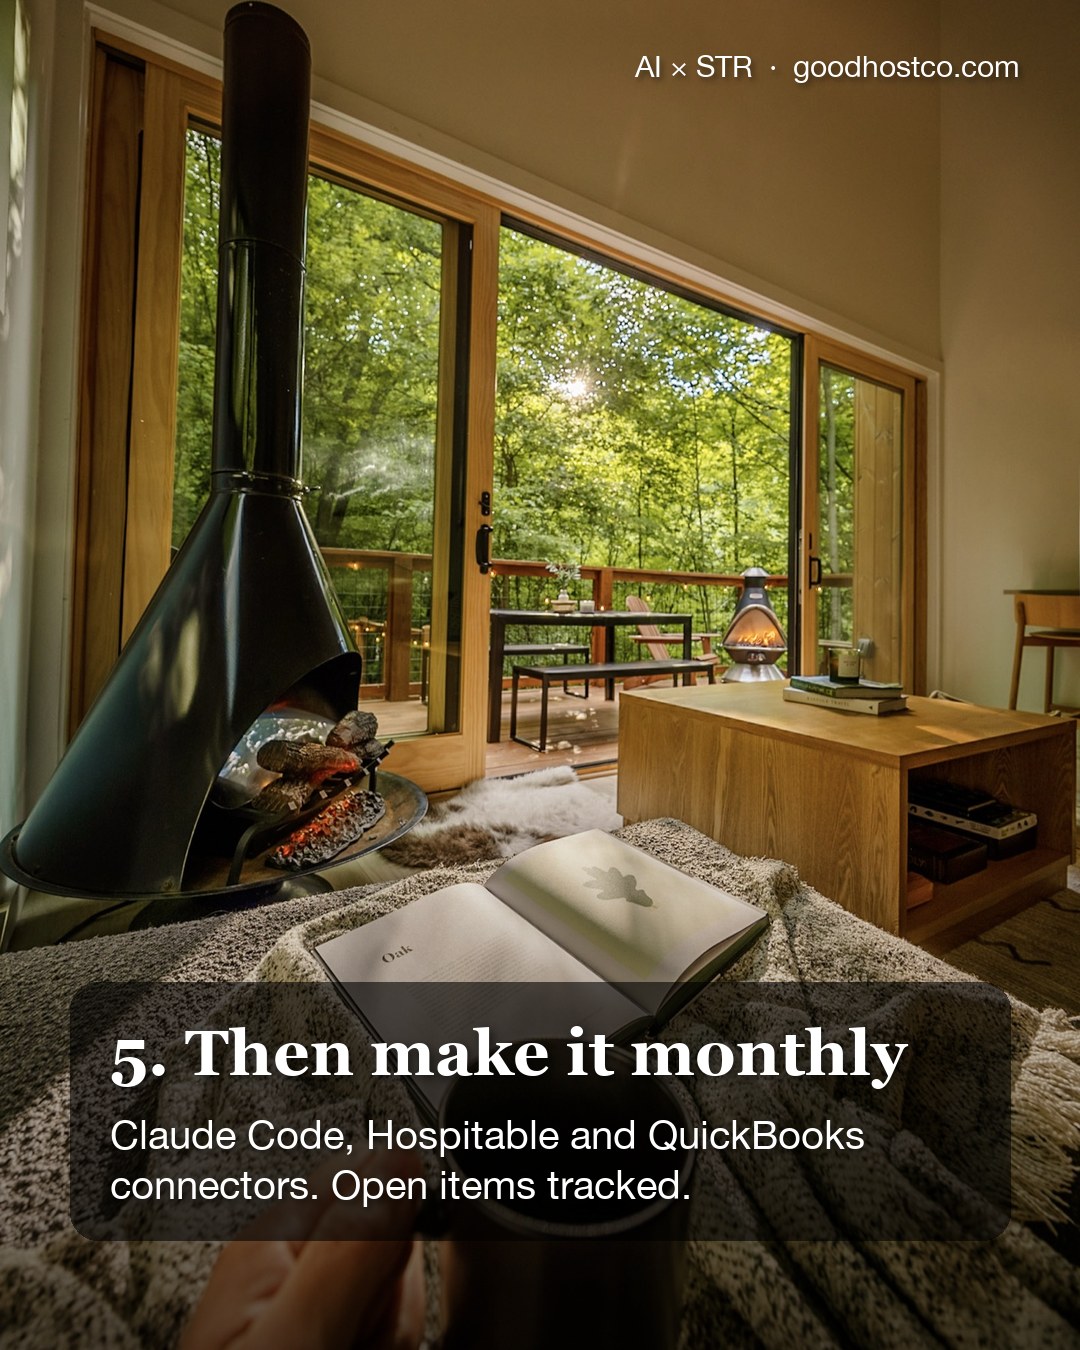 AI × STR · goodhostco.com
Oak
5. Then make it monthly
Claude Code, Hospitable and QuickBooks
connectors. Open items tracked.